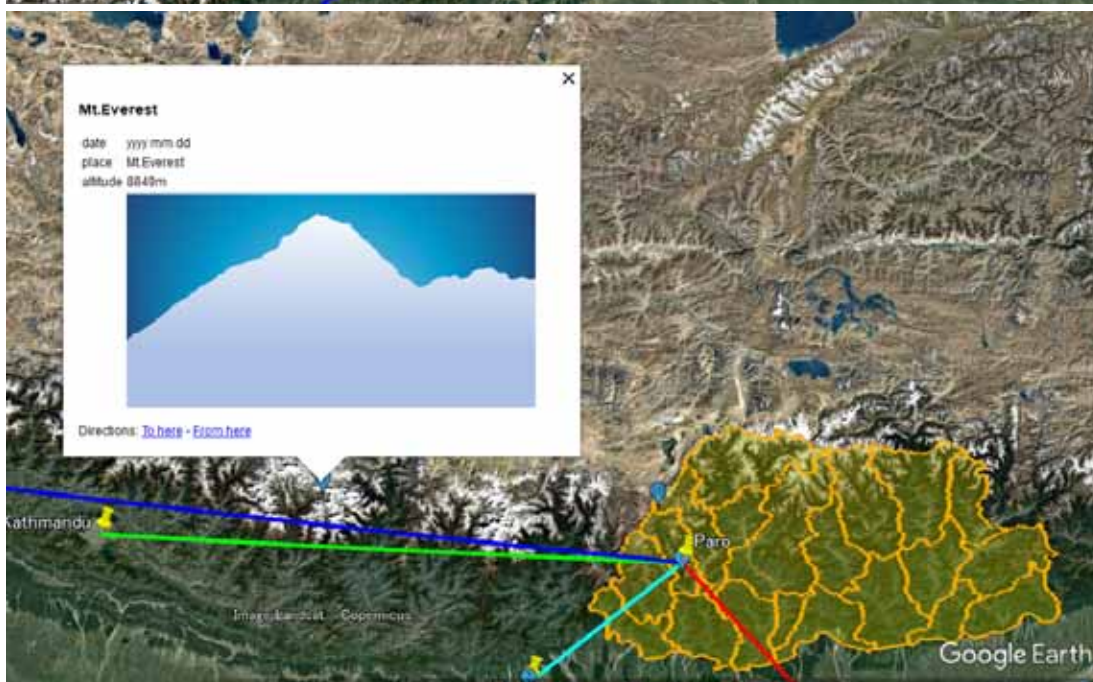 Mt.Everest
date yyyy.mm.dd
place Mt.Everest
altitude 8849m
Directions: To here - From here
Kathmandu
Paro
Image Landsat / Copernicus
Google Earth